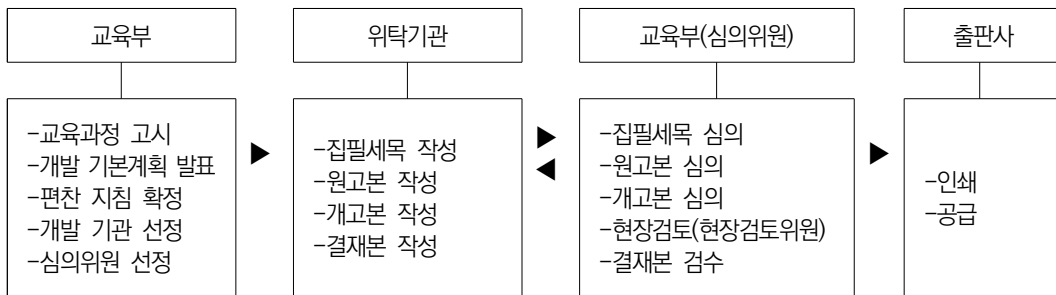 교육부
위탁기관
교육부(심의위원)
출판사
-교육과정 고시
-개발 기본계획 발표
-편찬 지침 확정
-개발 기관 선정
-심의위원 선정
-집필세목 작성
-원고본 작성
-개고본 작성
-결재본 작성
-집필세목 심의
-원고본 심의
-개고본 심의
-현장검토(현장검토위원)
-결재본 검수
-인쇄
-공급